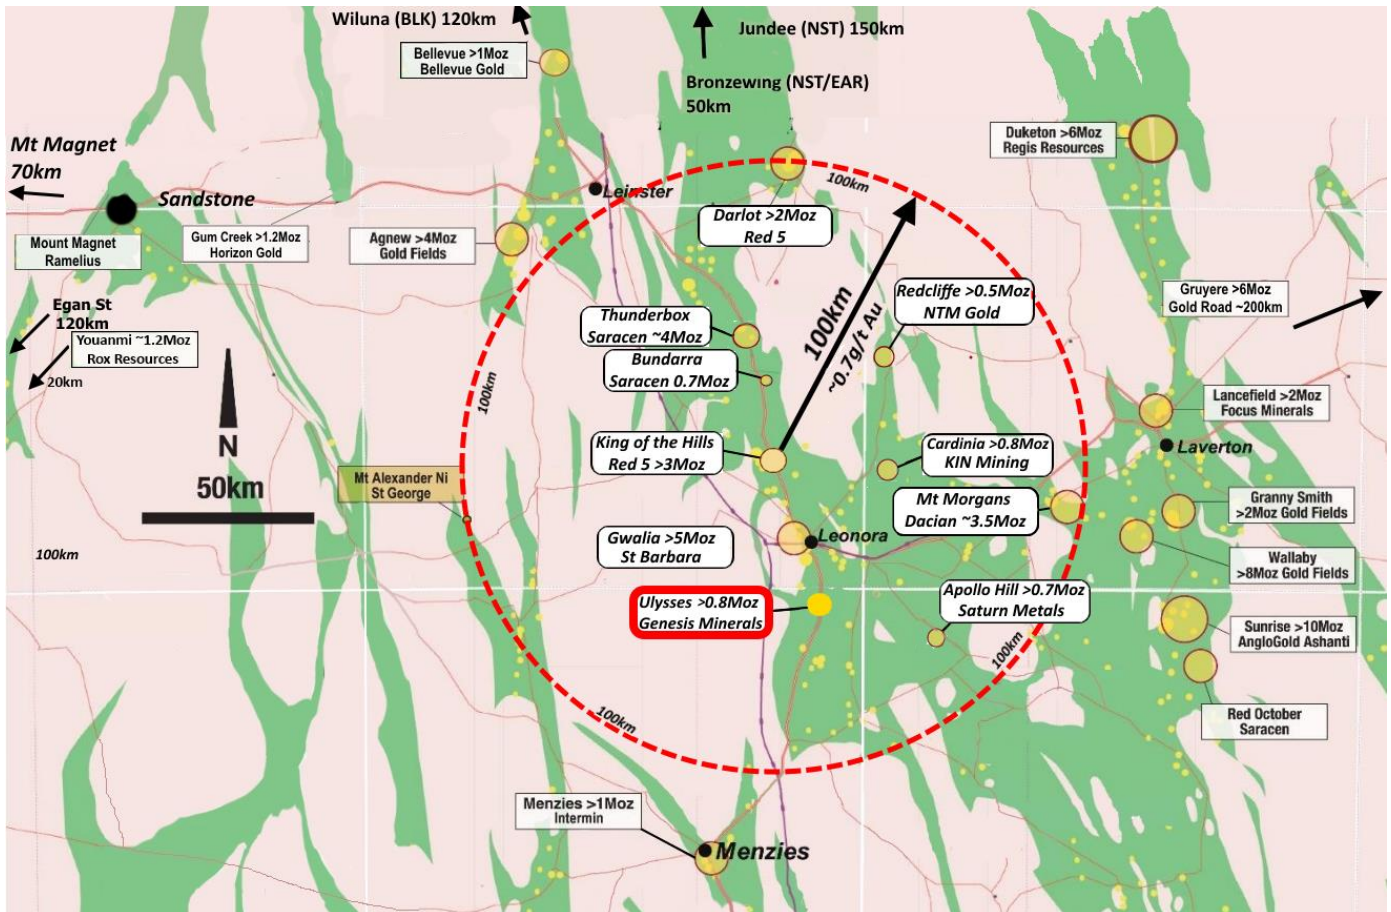 Wiluna (BLK) 120km
Jundee (NST) 150km
Bellevue >1Moz
Bellevue Gold
Bronzewing (NST/EAR)
50km
Duketon >6Moz
Regis Resources
Mt Magnet
70km
Sandstone
Leinster
100km
Darlot >2Moz
Red 5
Mount Magnet
Ramelius
Gum Creek >1.2Moz
Horizon Gold
Agnew >4Moz
Gold Fields
Redcliffe >0.5Moz
NTM Gold
Gruyere >6Moz
Gold Road ~200km
Egan St
120km
Youanmi ~1.2Moz
Rox Resources
20km
Thunderbox
Saracen ~4Moz
Bundarra
Saracen 0.7Moz
100km
~0.7g/t Au
100km
Lancefield >2Moz
Focus Minerals
N
50km
King of the Hills
Red 5 >3Moz
Cardinia >0.8Moz
KIN Mining
Laverton
Mt Alexander Ni
St George
Mt Morgans
Dacian ~3.5Moz
Granny Smith
>2Moz Gold Fields
100km
Gwalia >5Moz
St Barbara
Leonora
Wallaby
>8Moz Gold Fields
Ulysses >0.8Moz
Genesis Minerals
Apollo Hill >0.7Moz
Saturn Metals
Sunrise >10Moz
AngloGold Ashanti
100km
100km
Red October
Saracen
Menzies >1Moz
Intermin
Menzies